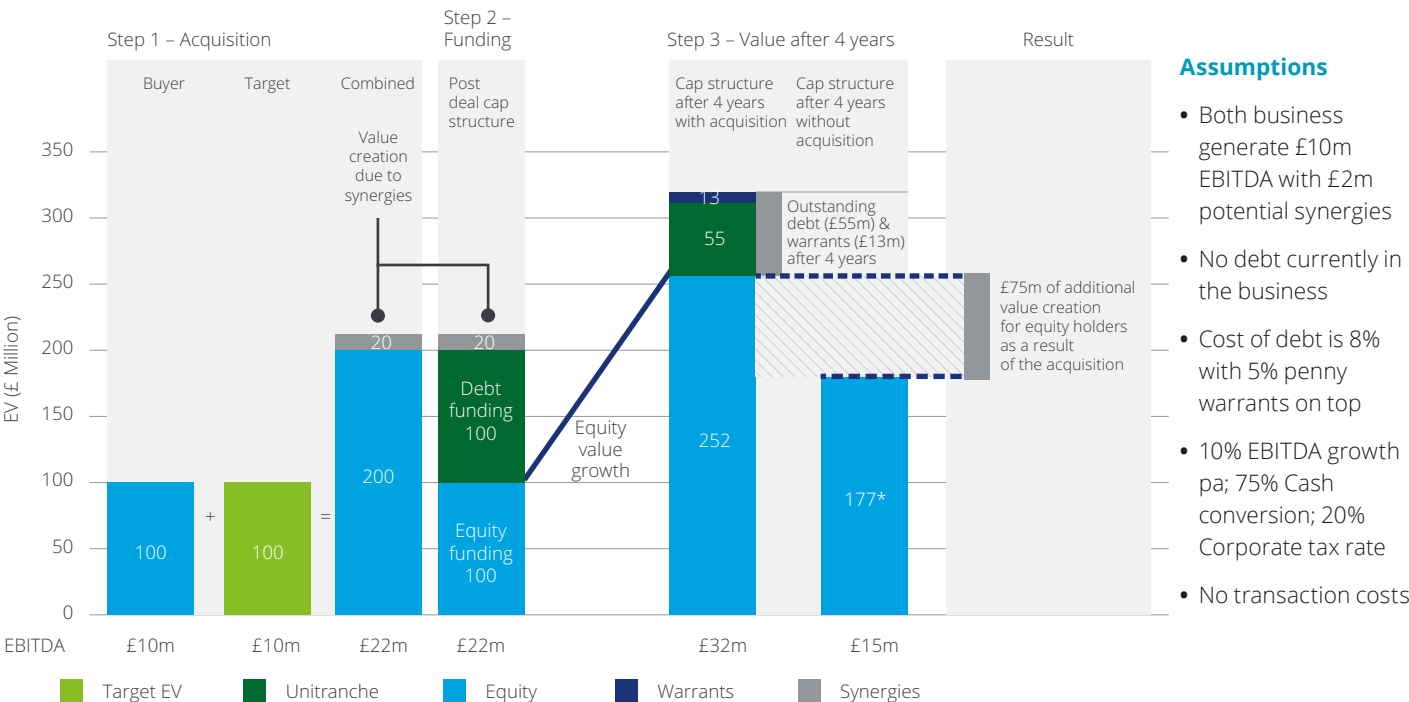 Step 1 – Acquisition
Step 2 –
Funding
Step 3 – Value after 4 years
Result
Buyer
Target
Combined
Post
deal cap
structure
Cap structure
after 4 years
with acquisition
Cap structure
after 4 years
without
acquisition
Value
creation
due to
synergies
EV (£ Million)
350
300
250
200
150
100
50
0
100
+
100
=
20
200
20
Debt
funding
100
Equity
funding
100
Equity
value
growth
13
55
252
Outstanding
debt (£55m) &
warrants (£13m)
after 4 years
177*
£75m of additional
value creation
for equity holders
as a result
of the acquisition
EBITDA
£10m
£10m
£22m
£22m
£32m
£15m
Target EV
Unitranche
Equity
Warrants
Synergies
Assumptions
• Both business
generate £10m
EBITDA with £2m
potential synergies
• No debt currently in
the business
• Cost of debt is 8%
with 5% penny
warrants on top
• 10% EBITDA growth
pa; 75% Cash
conversion; 20%
Corporate tax rate
• No transaction costs